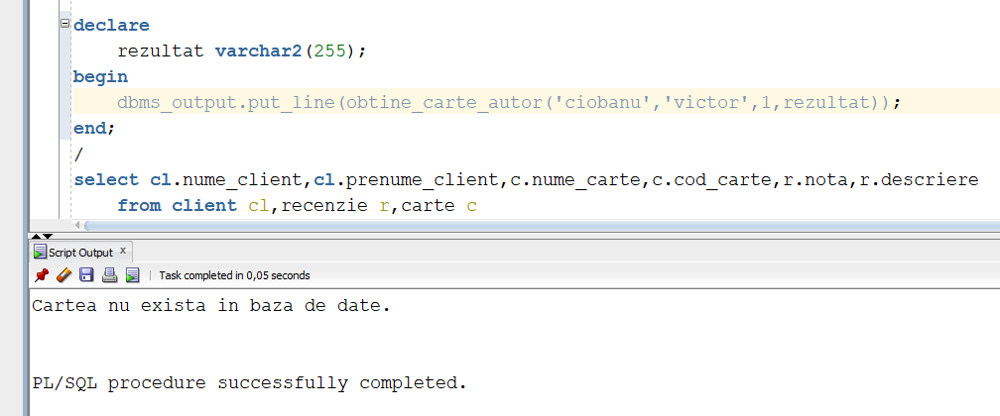 declare
rezultat varchar2(255);
begin
dbms_output.put_line(obtine_carte_autor('ciobanu','victor',1,rezultat));
end;
/
select cl.nume_client,cl.prenume_client,c.nume_carte,c.cod_carte,r.nota,r.descriere
from client cl,recenzie r,carte c
Script Output x
Task completed in 0,05 seconds
Cartea nu exista in baza de date.
PL/SQL procedure successfully completed.